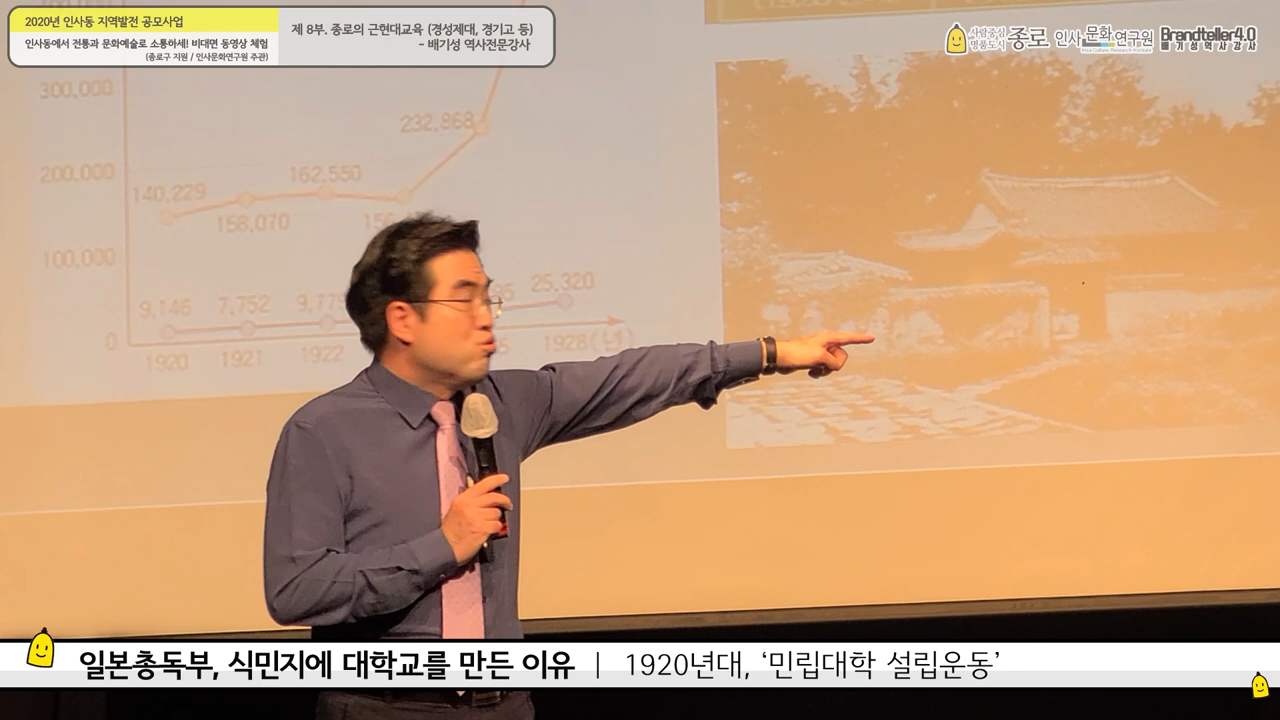 2020년 인사동 지역발전 공모사업
인사동에서 전통과 문화예술로 소통하세! 비대면 동영상 체험
(종로구 지원 / 인사문화연구원 주관)
제 8부. 종로의 근현대교육 (경성제대, 경기고 등)
- 배기성 역사전문강사
사람중심
명품도시
종로
인사문화연구원
Insa Culture Research Institute
Brandteller4.0
배기성역사강사
300,000
232,868
200,000
162,550
140,229
158,070
156
100,000
25,320
9,146
7,752
9,77
0
1920
1921
1922
1928(년)
일본총독부, 식민지에 대학교를 만든 이유 | 1920년대, ‘민립대학 설립운동’